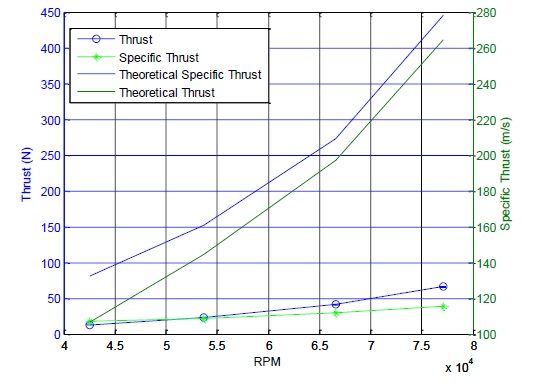 450
400
350
300
250
200
150
100
50
0
Thrust (N)
Thrust
Specific Thrust
Theoretical Specific Thrust
Theoretical Thrust
280
260
240
220
200
180
160
140
120
100
Specific Thrust (m/s)
4 4.5 5 5.5 6 6.5 7 7.5 8
RPM
x 10^4